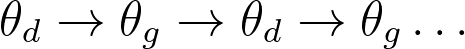 θ_d → θ_g → θ_d → θ_g ...